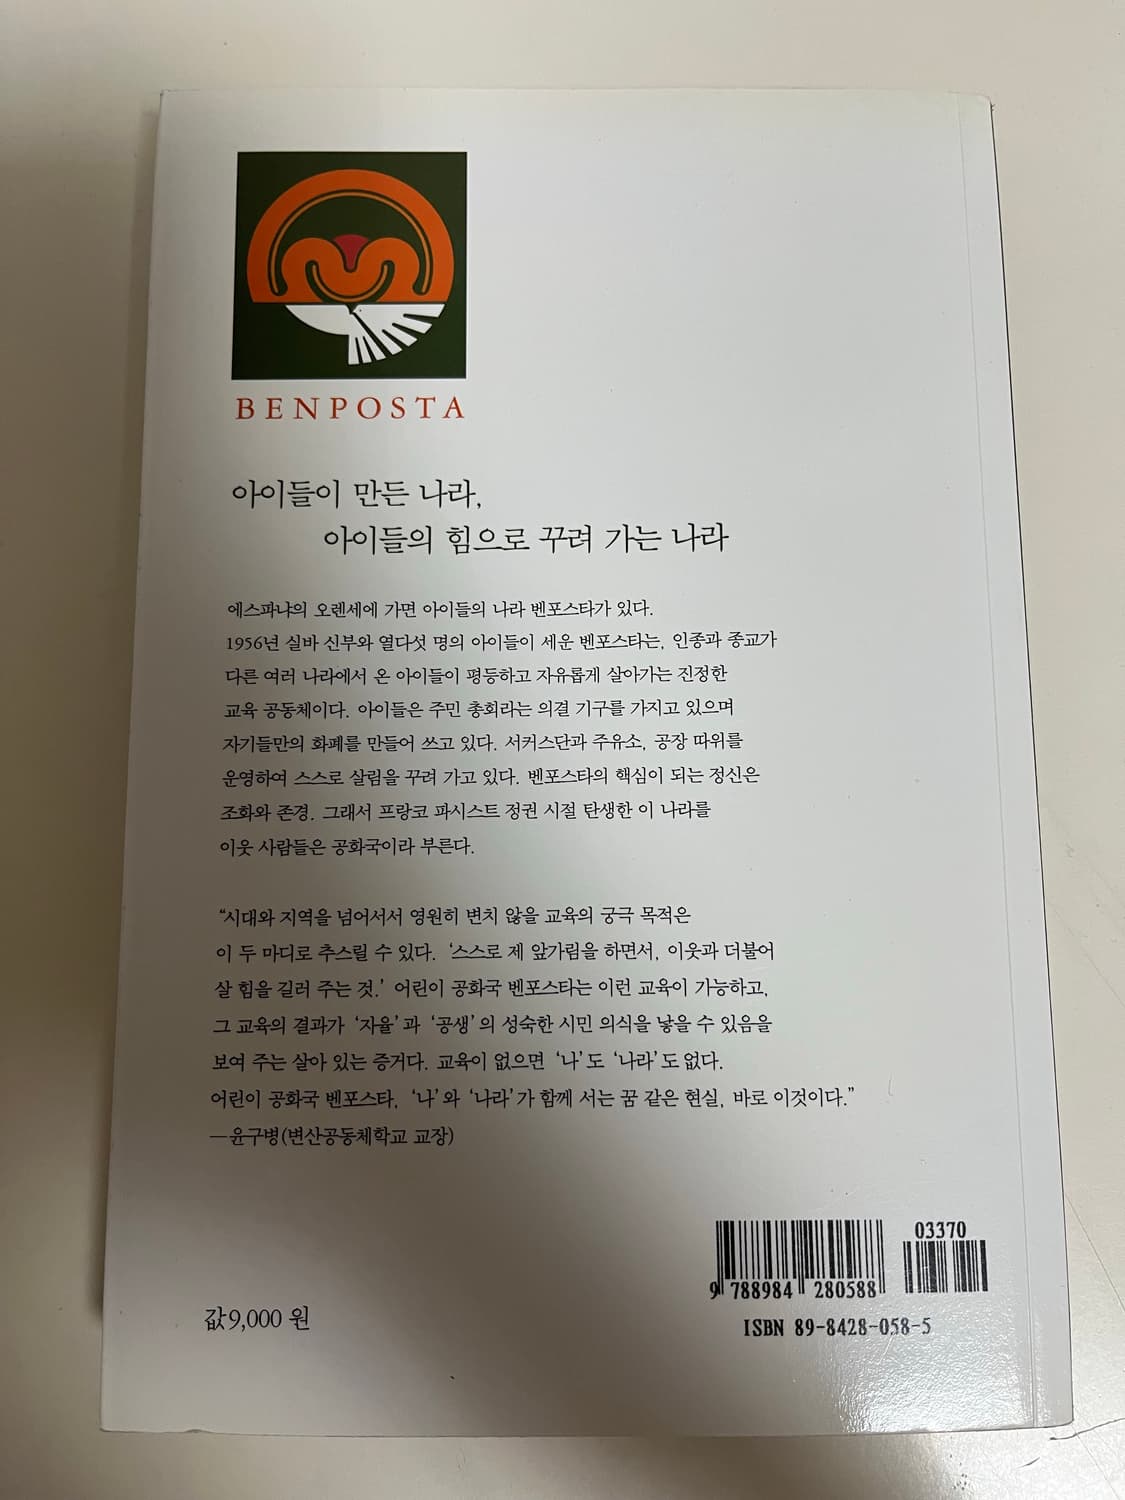 BENPOSTA
아이들이 만든 나라,
아이들의 힘으로 꾸려 가는 나라
에스파냐의 오렌세에 가면 아이들의 나라 벤포스타가 있다.
1956년 실바 신부와 열다섯 명의 아이들이 세운 벤포스타는, 인종과 종교가
다른 여러 나라에서 온 아이들이 평등하고 자유롭게 살아가는 진정한
교육 공동체이다. 아이들은 주민 총회라는 의결 기구를 가지고 있으며
자기들만의 화폐를 만들어 쓰고 있다. 서커스단과 주유소, 공장 따위를
운영하여 스스로 살림을 꾸려 가고 있다. 벤포스타의 핵심이 되는 정신은
조화와 존경. 그래서 프랑코 파시스트 정권 시절 탄생한 이 나라를
이웃 사람들은 공화국이라 부른다.
“시대와 지역을 넘어서서 영원히 변치 않을 교육의 궁극 목적은
이 두 마디로 추스릴 수 있다. ‘스스로 제 앞가림을 하면서, 이웃과 더불어
살 힘을 길러 주는 것.’ 어린이 공화국 벤포스타는 이런 교육이 가능하고,
그 교육의 결과가 ‘자율’과 ‘공생’의 성숙한 시민 의식을 낳을 수 있음을
보여 주는 살아 있는 증거다. 교육이 없으면 ‘나’도 ‘나라’도 없다.
어린이 공화국 벤포스타, ‘나’와 ‘나라’가 함께 서는 꿈 같은 현실, 바로 이것이다.”
—윤구병(변산공동체학교 교장)
03370
9 788984 280588
ISBN 89-8428-058-5
값 9,000 원